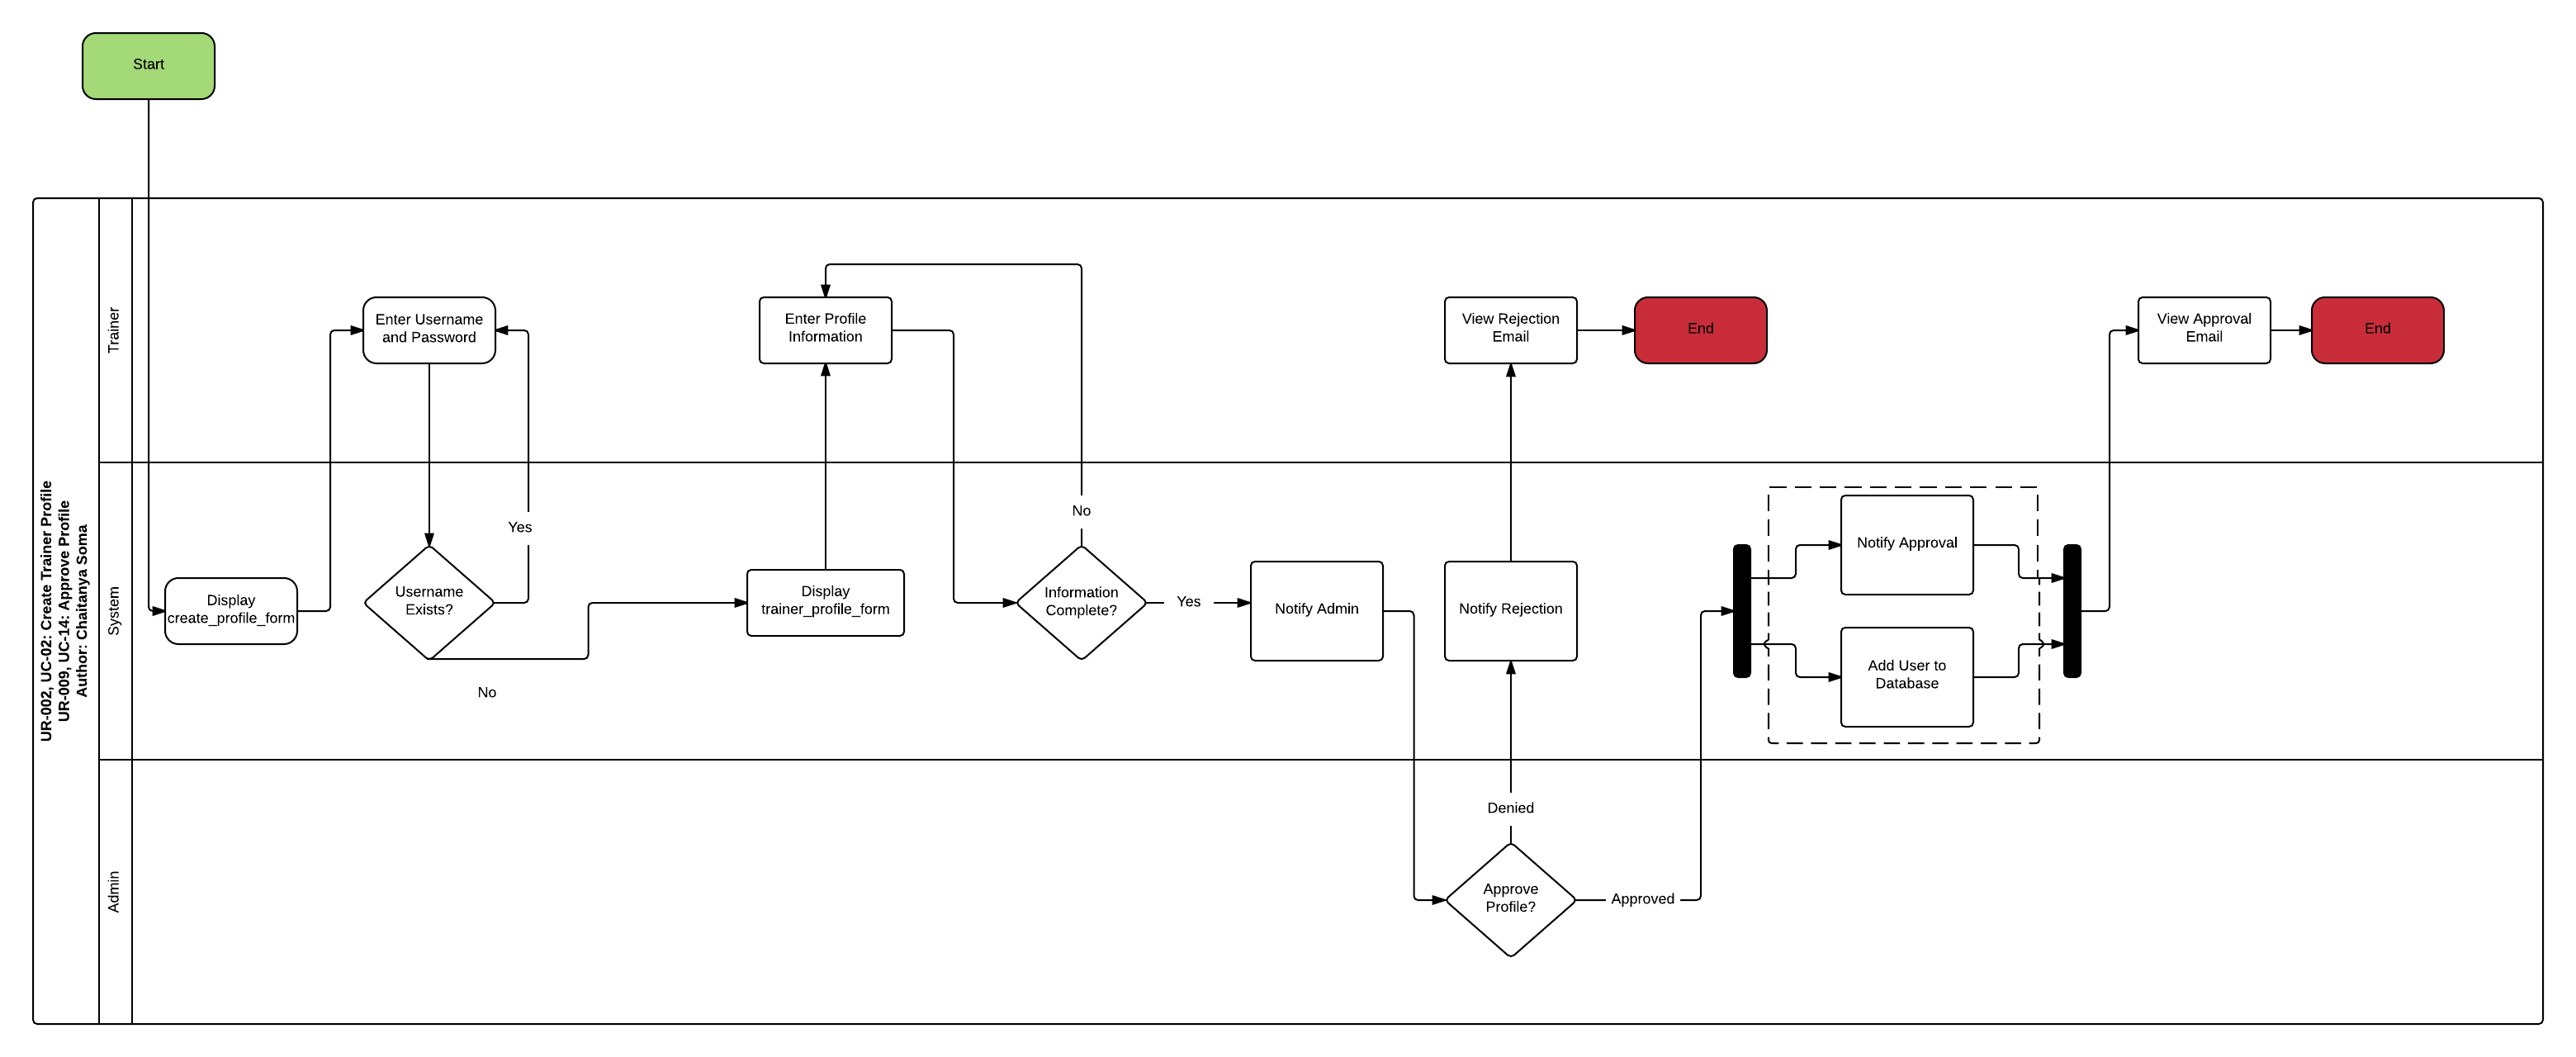 Start
UR-002, UC-02: Create Trainer Profile
UR-009, UC-14: Approve Profile
Author: Chaitanya Soma
Trainer
Enter Username
and Password
Enter Profile
Information
View Rejection
Email
End
View Approval
Email
End
System
Display
create_profile_form
Username
Exists?
Yes
No
Display
trainer_profile_form
Information
Complete?
No
Yes
Notify Admin
Notify Rejection
Notify Approval
Add User to
Database
Admin
Denied
Approve
Profile?
Approved